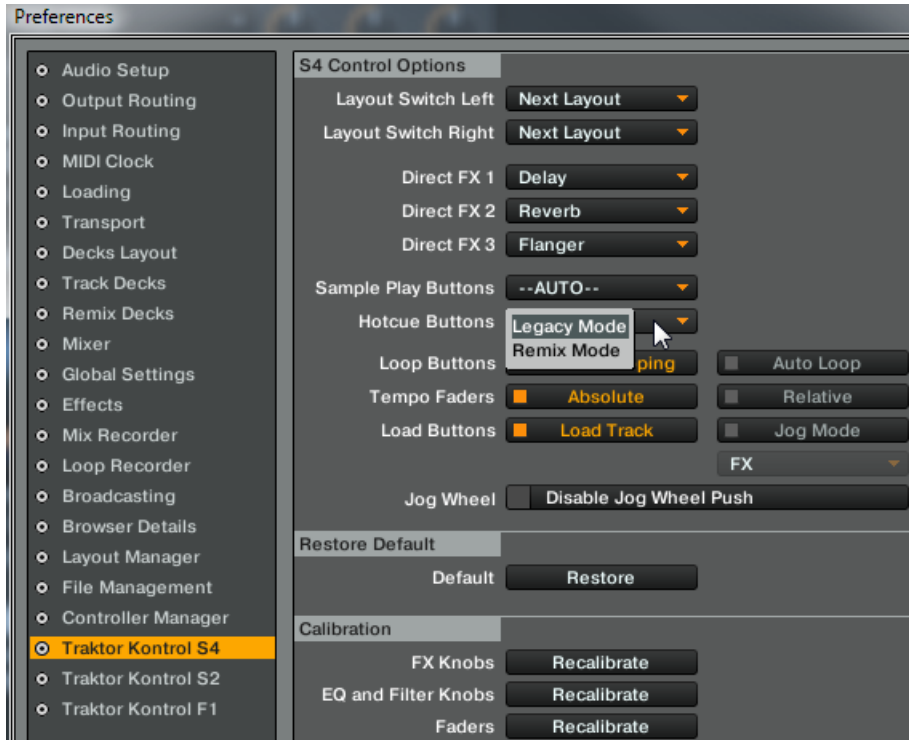 Preferences
Audio Setup
Output Routing
Input Routing
MIDI Clock
Loading
Transport
Decks Layout
Track Decks
Remix Decks
Mixer
Global Settings
Effects
Mix Recorder
Loop Recorder
Broadcasting
Browser Details
Layout Manager
File Management
Controller Manager
Traktor Kontrol S4
Traktor Kontrol S2
Traktor Kontrol F1
S4 Control Options
Layout Switch Left Next Layout
Layout Switch Right Next Layout
Direct FX 1 Delay
Direct FX 2 Reverb
Direct FX 3 Flanger
Sample Play Buttons --AUTO--
Hotcue Buttons
Legacy Mode
Remix Mode
Loop Buttons ping Auto Loop
Tempo Faders Absolute Relative
Load Buttons Load Track Jog Mode
FX
Jog Wheel Disable Jog Wheel Push
Restore Default
Default Restore
Calibration
FX Knobs Recalibrate
EQ and Filter Knobs Recalibrate
Faders Recalibrate